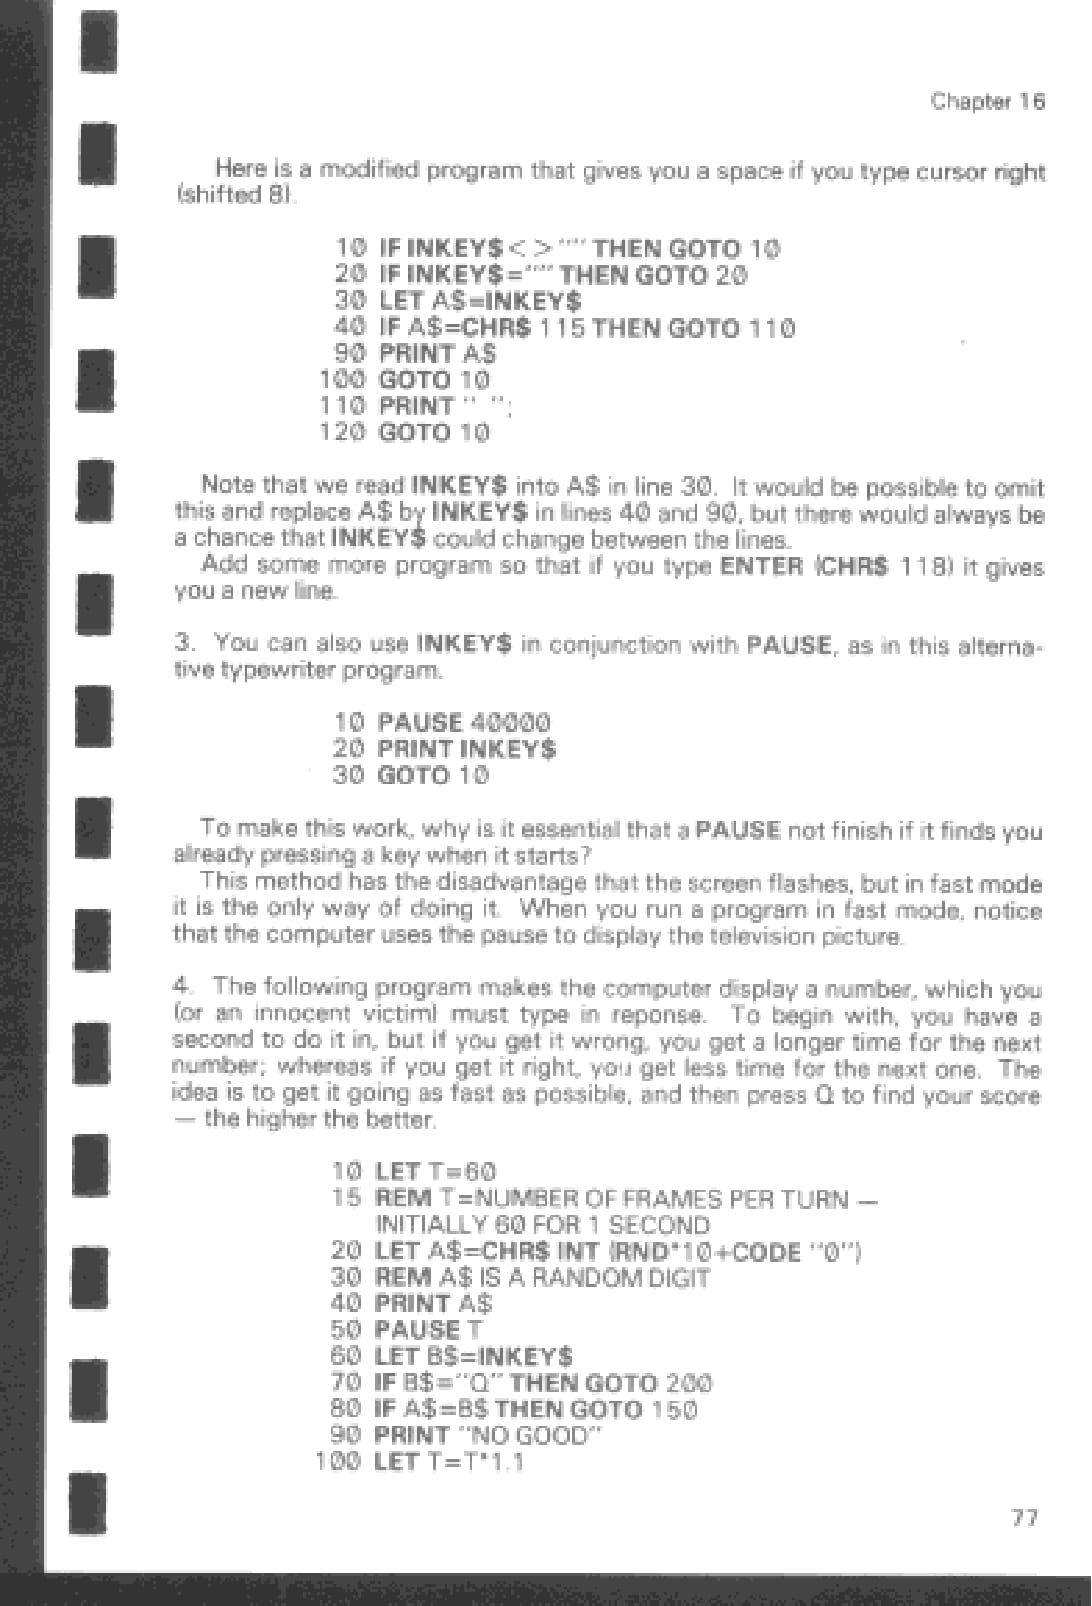 Chapter 16
Here is a modified program that gives you a space if you type cursor right
(shifted 8).
10 IF INKEY$ < > "" THEN GOTO 10
20 IF INKEY$="" THEN GOTO 20
30 LET A$=INKEY$
40 IF A$=CHR$ 115 THEN GOTO 110
90 PRINT A$
100 GOTO 10
110 PRINT " ";
120 GOTO 10
Note that we read INKEY$ into A$ in line 30. It would be possible to omit
this and replace A$ by INKEY$ in lines 40 and 90, but there would always be
a chance that INKEY$ could change between the lines.
Add some more program so that if you type ENTER (CHR$ 118) it gives
you a new line.
3. You can also use INKEY$ in conjunction with PAUSE, as in this alterna-
tive typewriter program.
10 PAUSE 40000
20 PRINT INKEY$
30 GOTO 10
To make this work, why is it essential that a PAUSE not finish if it finds you
already pressing a key when it starts?
This method has the disadvantage that the screen flashes, but in fast mode
it is the only way of doing it. When you run a program in fast mode, notice
that the computer uses the pause to display the television picture.
4. The following program makes the computer display a number, which you
(or an innocent victim) must type in reponse. To begin with, you have a
second to do it in, but if you get it wrong, you get a longer time for the next
number; whereas if you get it right, you get less time for the next one. The
idea is to get it going as fast as possible, and then press Q to find your score
— the higher the better.
10 LET T=60
15 REM T=NUMBER OF FRAMES PER TURN —
INITIALLY 60 FOR 1 SECOND
20 LET A$=CHR$ INT (RND*10+CODE "0")
30 REM A$ IS A RANDOM DIGIT
40 PRINT A$
50 PAUSE T
60 LET B$=INKEY$
70 IF B$="Q" THEN GOTO 200
80 IF A$=B$ THEN GOTO 150
90 PRINT "NO GOOD"
100 LET T=T*1.1
77